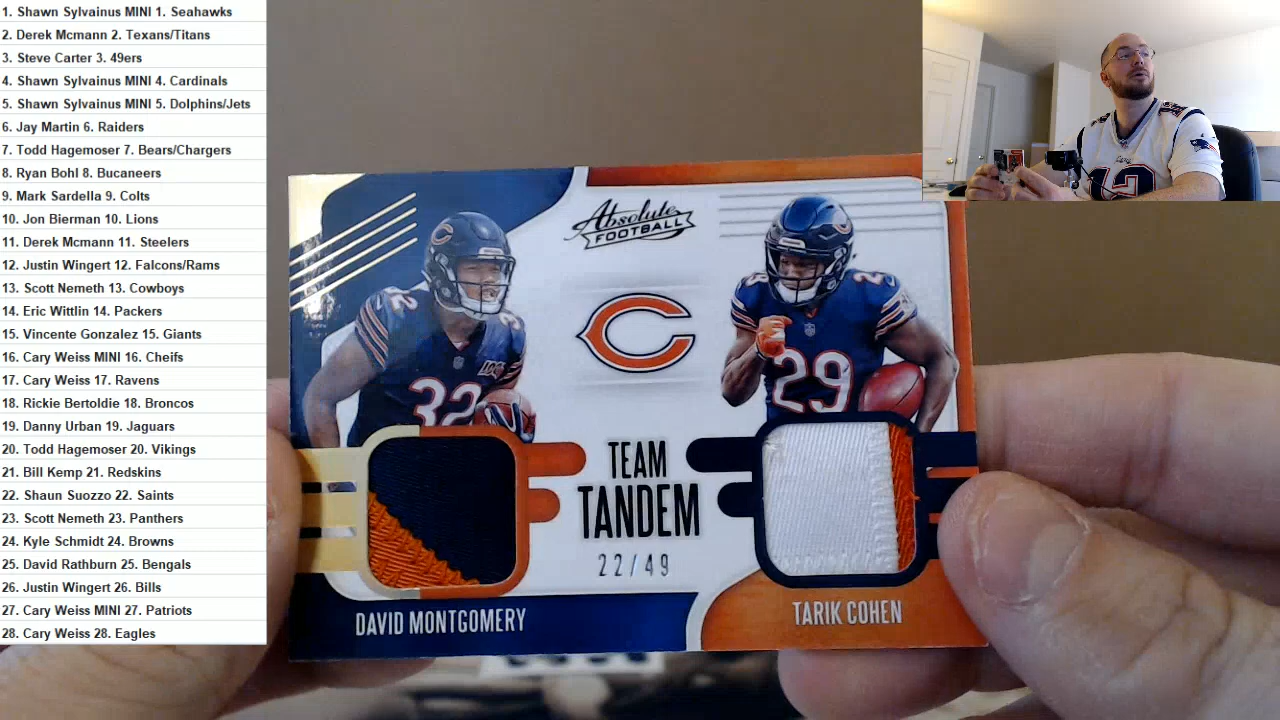 1. Shawn Sylvainus MINI 1. Seahawks
2. Derek Mcmann 2. Texans/Titans
3. Steve Carter 3. 49ers
4. Shawn Sylvainus MINI 4. Cardinals
5. Shawn Sylvainus MINI 5. Dolphins/Jets
6. Jay Martin 6. Raiders
7. Todd Hagemoser 7. Bears/Chargers
8. Ryan Bohl 8. Bucaneers
9. Mark Sardella 9. Colts
10. Jon Bierman 10. Lions
11. Derek Mcmann 11. Steelers
12. Justin Wingert 12. Falcons/Rams
13. Scott Nemeth 13. Cowboys
14. Eric Wittlin 14. Packers
15. Vincente Gonzalez 15. Giants
16. Cary Weiss MINI 16. Cheifs
17. Cary Weiss 17. Ravens
18. Rickie Bertoldie 18. Broncos
19. Danny Urban 19. Jaguars
20. Todd Hagemoser 20. Vikings
21. Bill Kemp 21. Redskins
22. Shaun Suozzo 22. Saints
23. Scott Nemeth 23. Panthers
24. Kyle Schmidt 24. Browns
25. David Rathburn 25. Bengals
26. Justin Wingert 26. Bills
27. Cary Weiss MINI 27. Patriots
28. Cary Weiss 28. Eagles
Absolute
FOOTBALL
32
29
29
TEAM
TANDEM
22/49
DAVID MONTGOMERY
TARIK COHEN
12